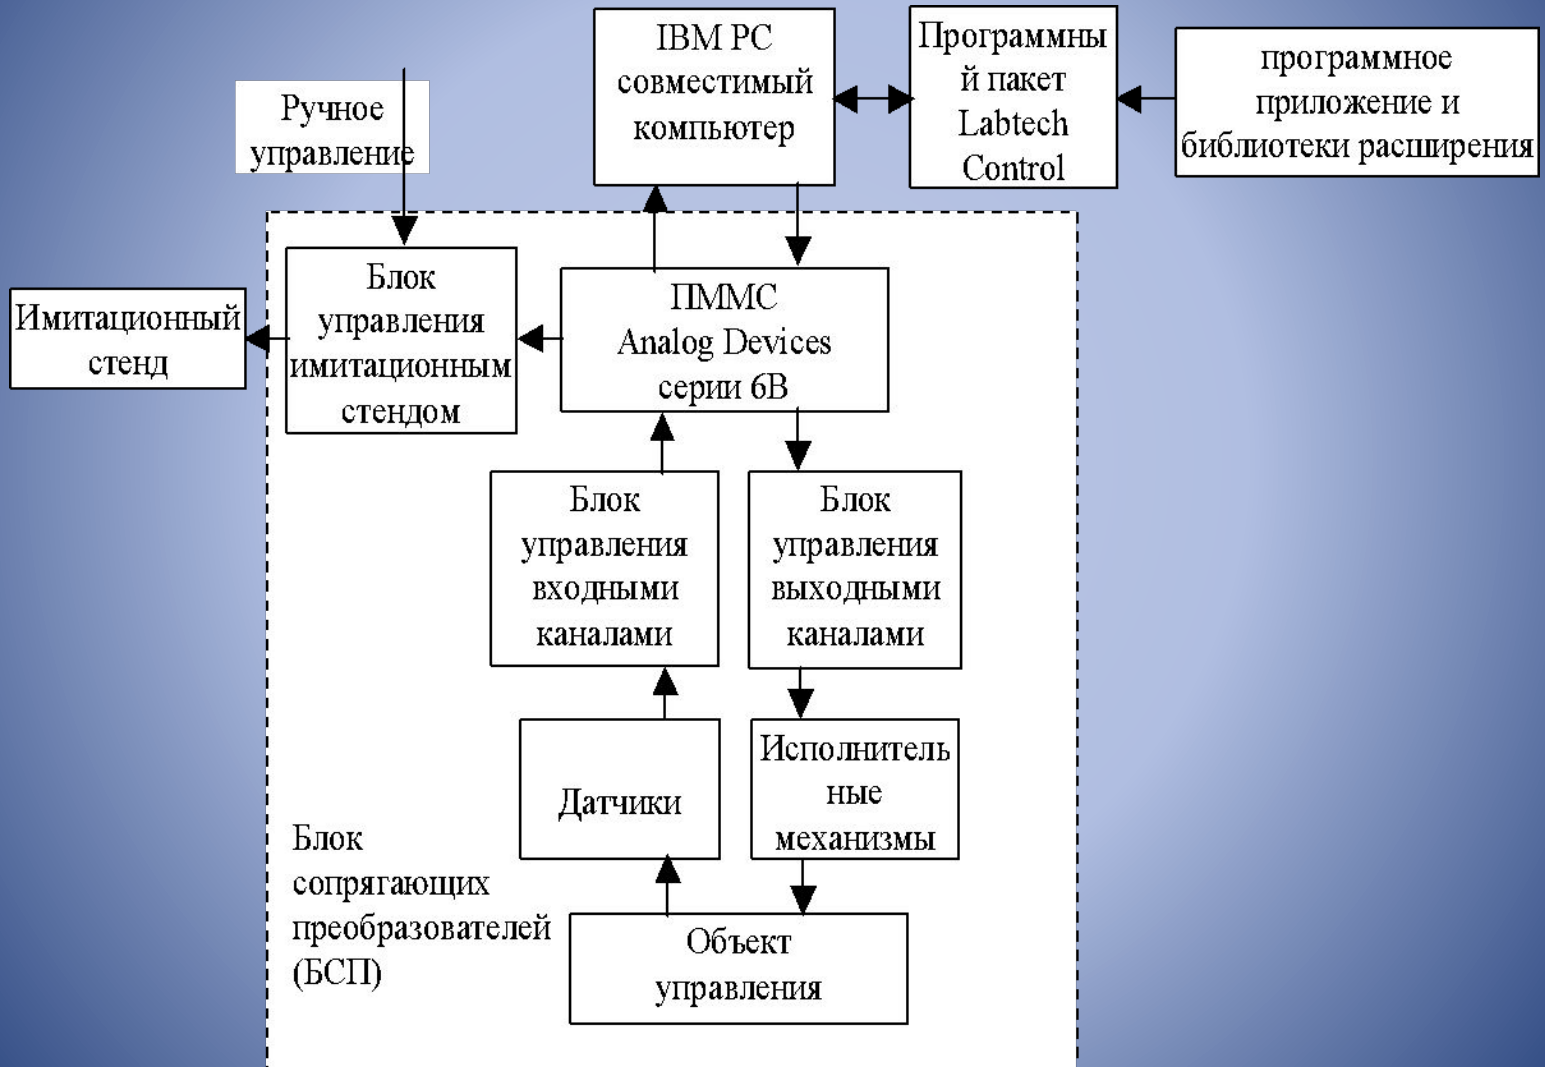 IBM PC
совместимый
компьютер
Программны
й пакет
Labtech
Control
программное
приложение и
библиотеки расширения
Ручное
управление
Имитационный
стенд
Блок
управления
имитационным
стендом
ПММС
Analog Devices
серии 6B
Блок
управления
входными
каналами
Блок
управления
выходными
каналами
Датчики
Исполнитель
ные
механизмы
Блок
сопрягающих
преобразователей
(БСП)
Объект
управления